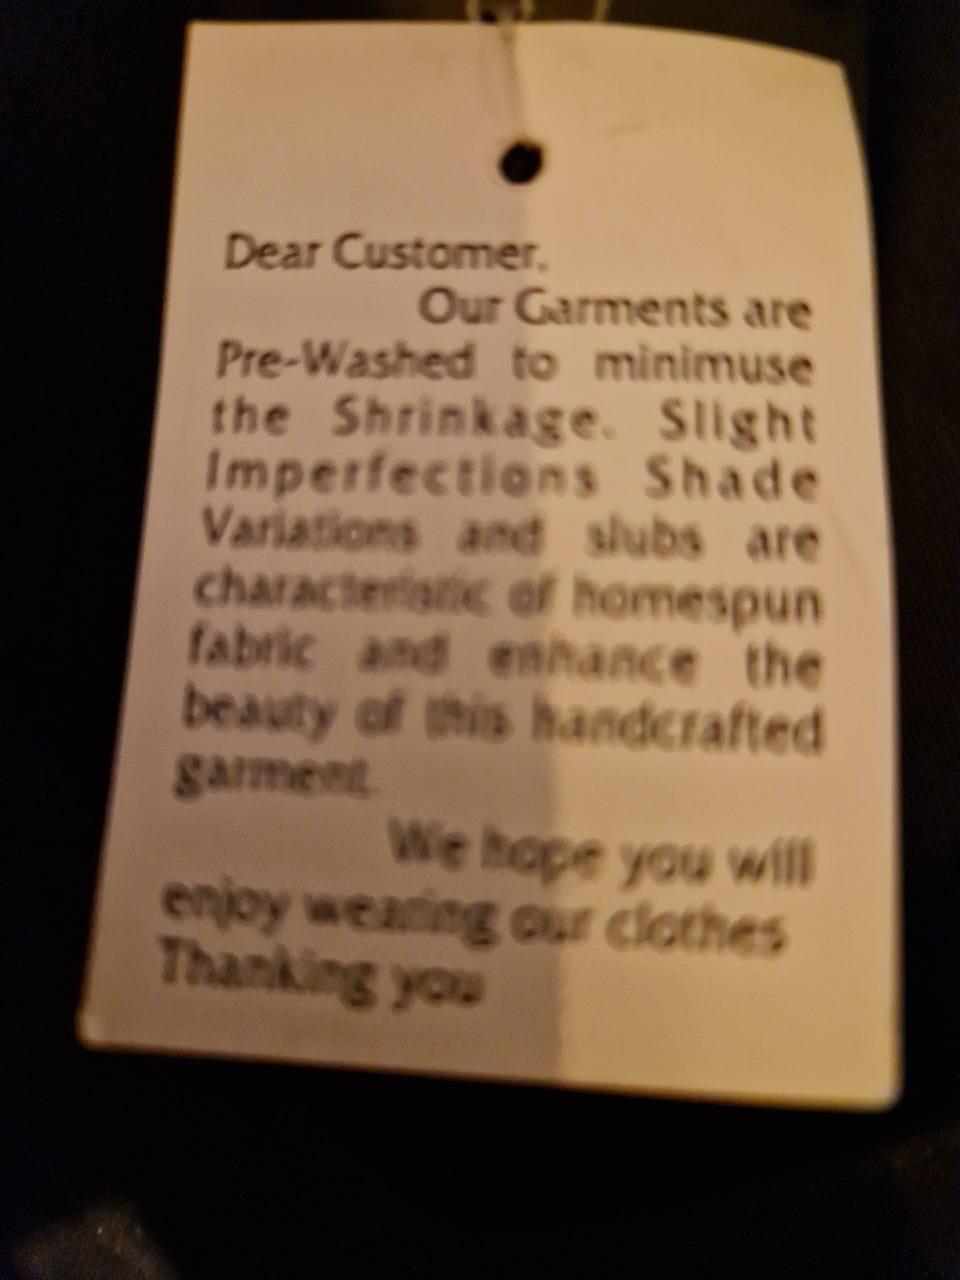 Dear Customer.
Our Garments are
Pre-Washed to minimuse
the Shrinkage. Slight
Imperfections Shade
Variations and slubs are
characteristic of homespun
fabric and enhance the
beauty of this handcrafted
garment.
We hope you will
enjoy wearing our clothes
Thanking you